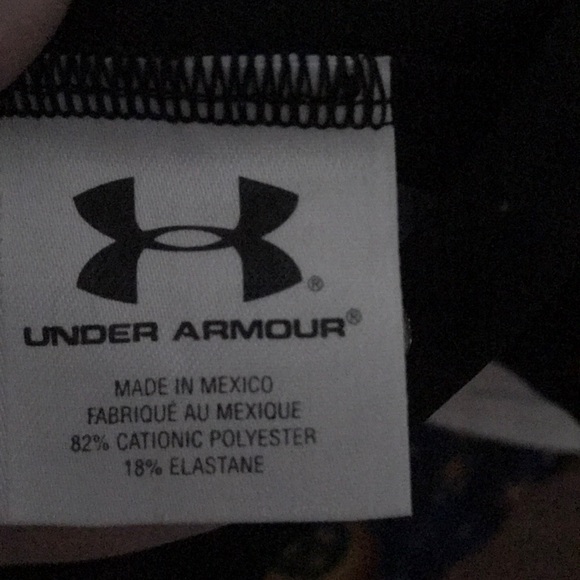 UNDER ARMOUR®
MADE IN MEXICO
FABRIQUÉ AU MEXIQUE
82% CATIONIC POLYESTER
18% ELASTANE